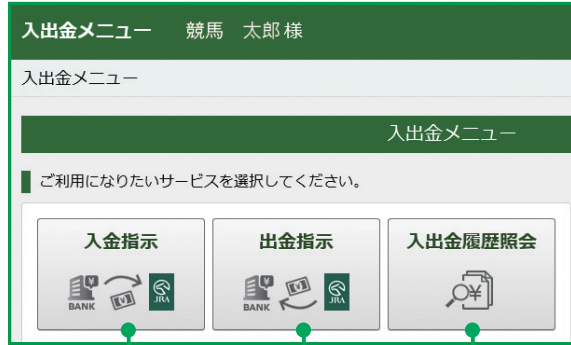 入出金メニュー 競馬 太郎様
入出金メニュー
入出金メニュー
ご利用になりたいサービスを選択してください。
入金指示 出金指示 入出金履歴照会
BANK ¥ JRA BANK ¥ JRA ¥